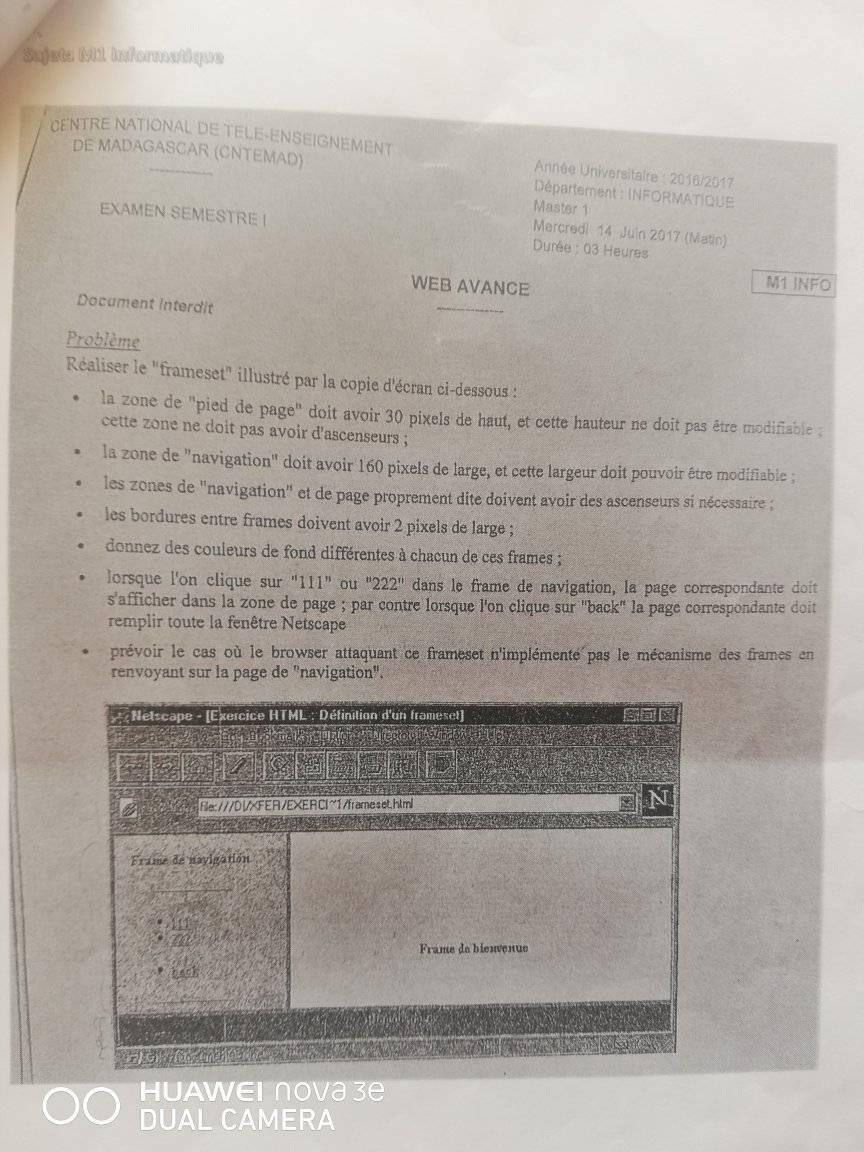 Sujets M1 Informatique
CENTRE NATIONAL DE TELE-ENSEIGNEMENT
DE MADAGASCAR (CNTEMAD)
Année Universitaire : 2016/2017
Département : INFORMATIQUE
Master 1
Mercredi 14 Juin 2017 (Matin)
Durée : 03 Heures
EXAMEN SEMESTRE I
WEB AVANCE
M1 INFO
Document Interdit
Problème
Réaliser le "frameset" illustré par la copie d'écran ci-dessous :
• la zone de "pied de page" doit avoir 30 pixels de haut, et cette hauteur ne doit pas être modifiable ;
cette zone ne doit pas avoir d'ascenseurs ;
• la zone de "navigation" doit avoir 160 pixels de large, et cette largeur doit pouvoir être modifiable ;
• les zones de "navigation" et de page proprement dite doivent avoir des ascenseurs si nécessaire ;
• les bordures entre frames doivent avoir 2 pixels de large ;
• donnez des couleurs de fond différentes à chacun de ces frames ;
• lorsque l'on clique sur "111" ou "222" dans le frame de navigation, la page correspondante doit
s'afficher dans la zone de page ; par contre lorsque l'on clique sur "back" la page correspondante doit
remplir toute la fenêtre Netscape
• prévoir le cas où le browser attaquant ce frameset n'implémente pas le mécanisme des frames en
renvoyant sur la page de "navigation".
Netscape - [Exercice HTML : Définition d'un frameset]
file:///D|/XFER/EXERCI~1/frameset.html
N
Frame de navigation
• 111
• 222
• back
Frame de bienvenue
HUAWEI nova 3e
DUAL CAMERA